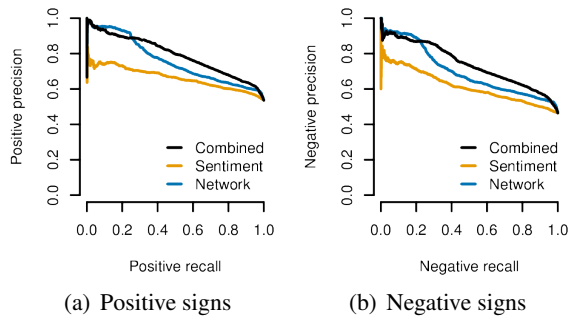 Positive precision
0.0 0.2 0.4 0.6 0.8 1.0
Combined
Sentiment
Network
0.0 0.2 0.4 0.6 0.8 1.0
Positive recall
(a) Positive signs
Negative precision
0.0 0.2 0.4 0.6 0.8 1.0
Combined
Sentiment
Network
0.0 0.2 0.4 0.6 0.8 1.0
Negative recall
(b) Negative signs